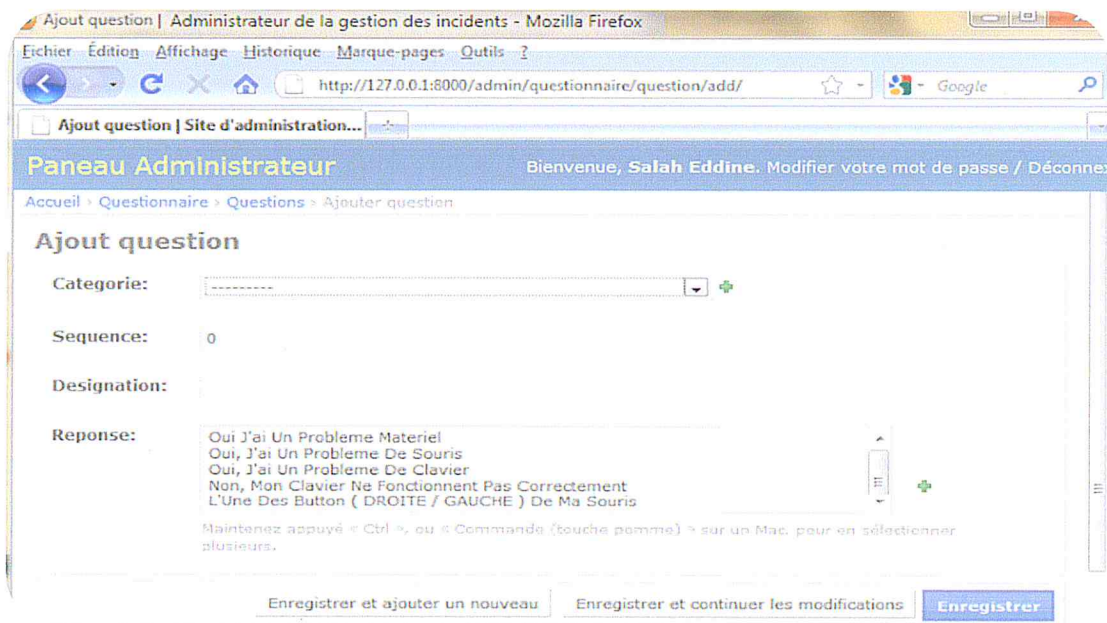 Ajout question | Administrateur de la gestion des incidents - Mozilla Firefox
Fichier Édition Affichage Historique Marque-pages Outils ?
http://127.0.0.1:8000/admin/questionnaire/question/add/ Google
Ajout question | Site d'administration...
Paneau Administrateur Bienvenue, Salah Eddine. Modifier votre mot de passe / Déconne
Accueil › Questionnaire › Questions › Ajouter question
Ajout question
Categorie: ---------
Sequence: 0
Designation:
Reponse:
Oui J'ai Un Probleme Materiel
Oui, J'ai Un Probleme De Souris
Oui, J'ai Un Probleme De Clavier
Non, Mon Clavier Ne Fonctionnent Pas Correctement
L'Une Des Button ( DROITE / GAUCHE ) De Ma Souris
Maintenez appuyé « Ctrl », ou « Commande (touche pomme) » sur un Mac, pour en sélectionner
plusieurs.
Enregistrer et ajouter un nouveau Enregistrer et continuer les modifications Enregistrer